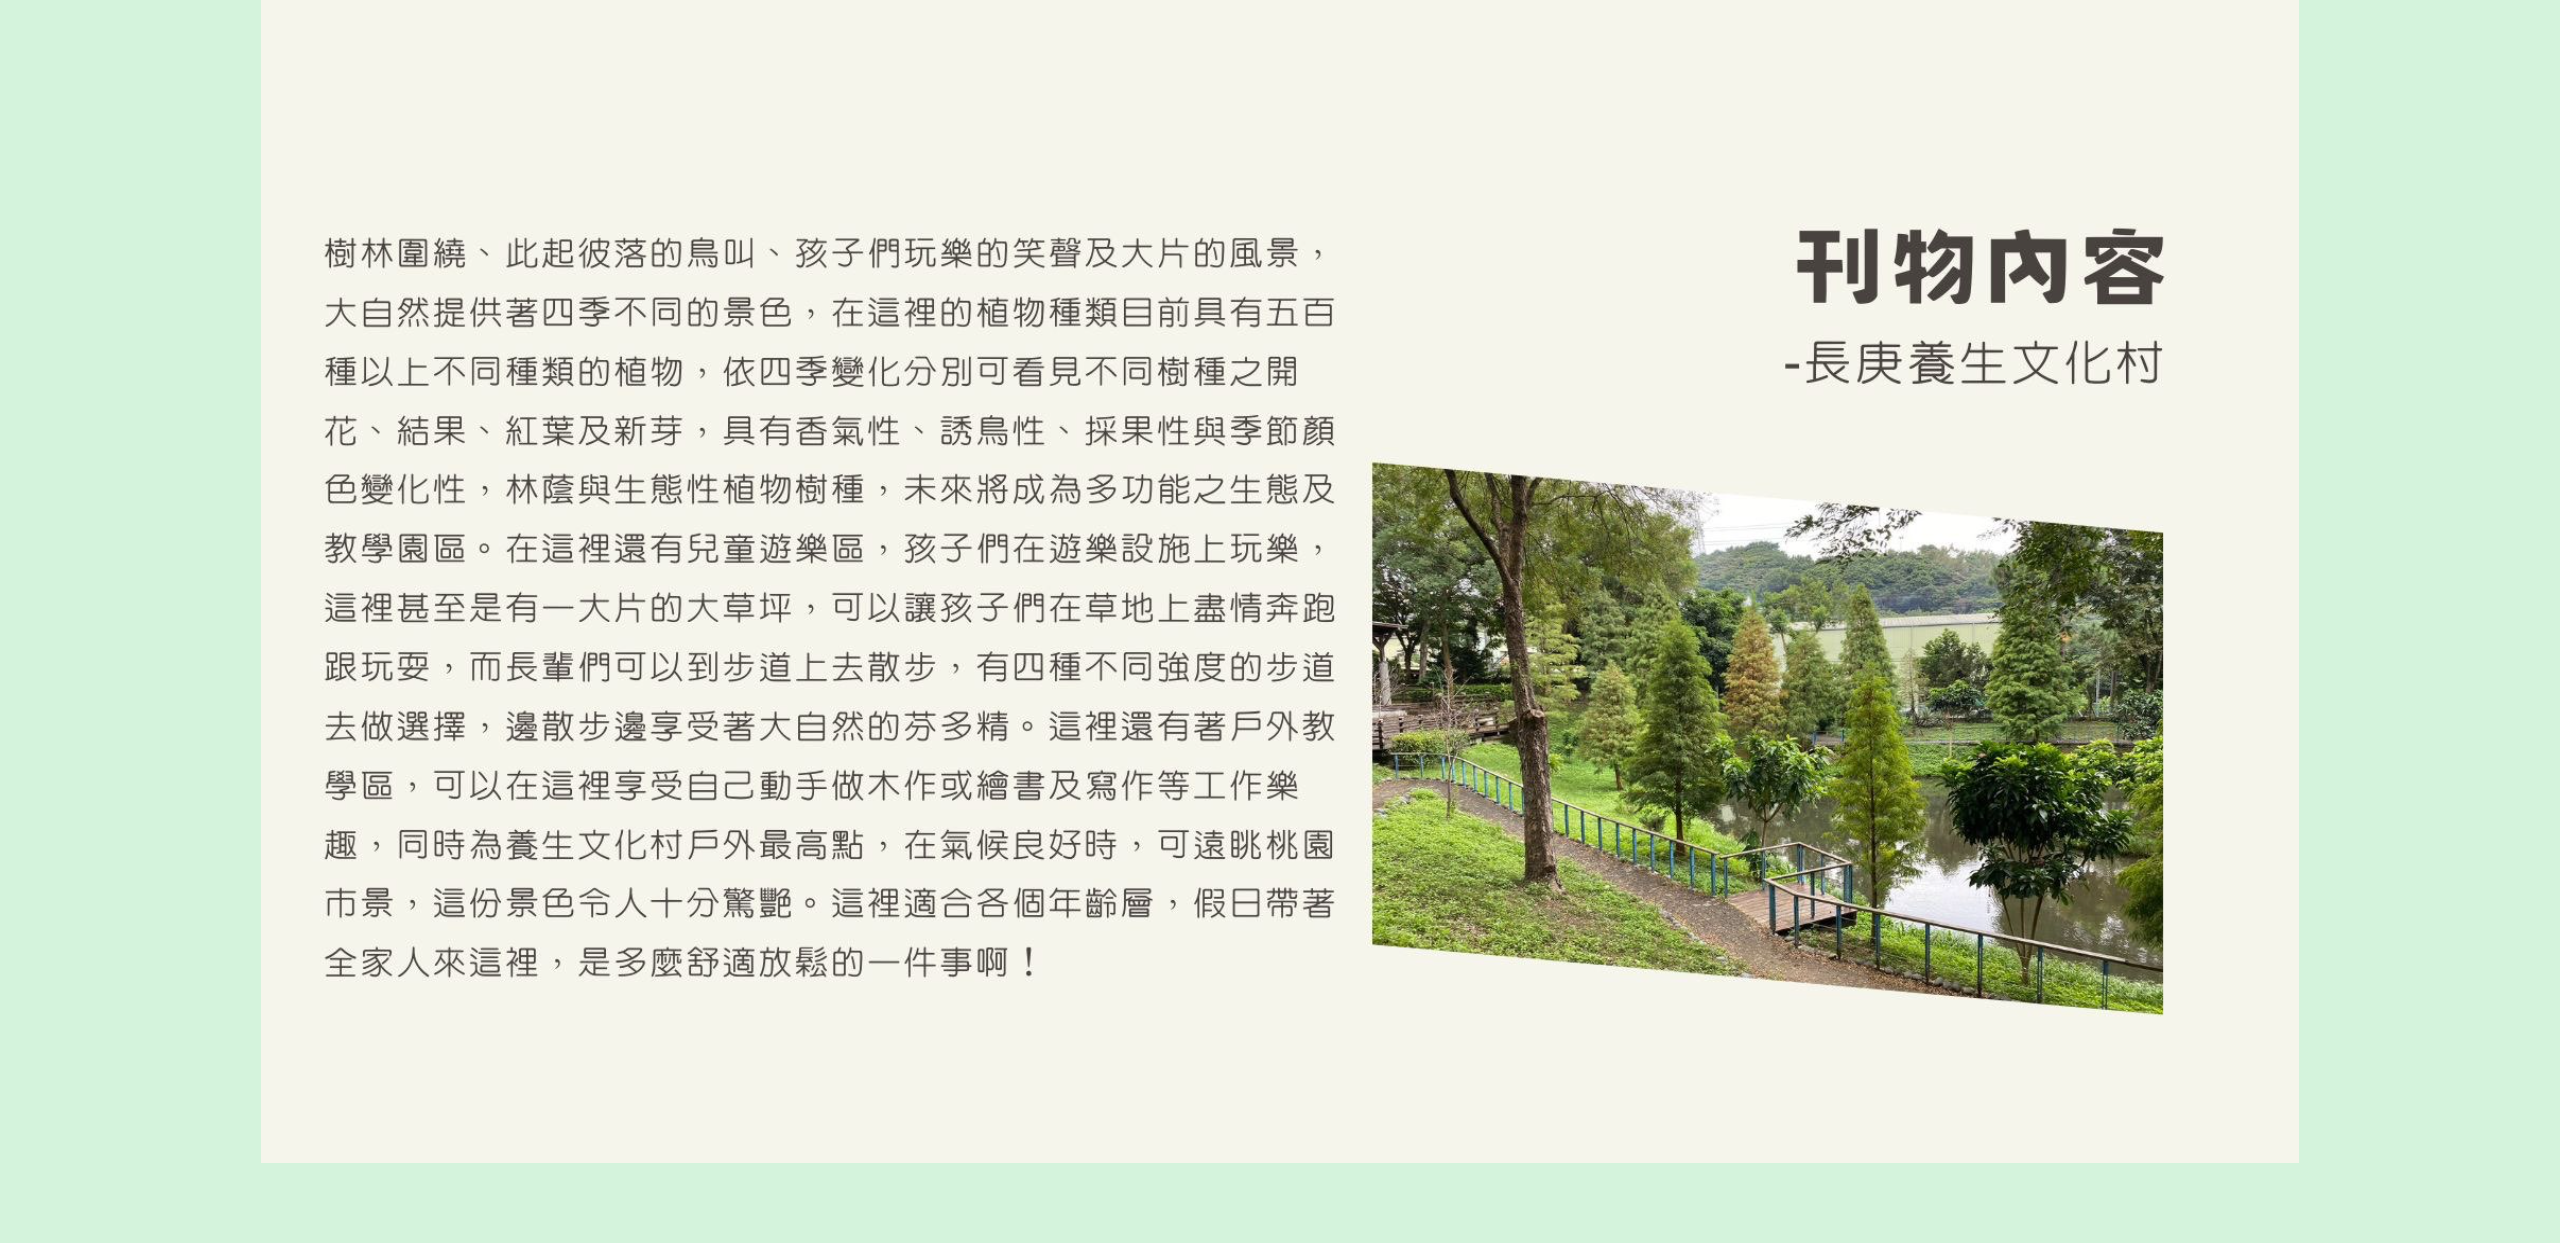 刊物內容
-長庚養生文化村
樹林圍繞、此起彼落的鳥叫、孩子們玩樂的笑聲及大片的風景，
大自然提供著四季不同的景色，在這裡的植物種類目前具有五百
種以上不同種類的植物，依四季變化分別可看見不同樹種之開
花、結果、紅葉及新芽，具有香氣性、誘鳥性、採果性與季節顏
色變化性，林蔭與生態性植物樹種，未來將成為多功能之生態及
教學園區。在這裡還有兒童遊樂區，孩子們在遊樂設施上玩樂，
這裡甚至是有一大片的大草坪，可以讓孩子們在草地上盡情奔跑
跟玩耍，而長輩們可以到步道上去散步，有四種不同強度的步道
去做選擇，邊散步邊享受著大自然的芬多精。這裡還有著戶外教
學區，可以在這裡享受自己動手做木作或繪書及寫作等工作樂
趣，同時為養生文化村戶外最高點，在氣候良好時，可遠眺桃園
市景，這份景色令人十分驚艷。這裡適合各個年齡層，假日帶著
全家人來這裡，是多麼舒適放鬆的一件事啊！